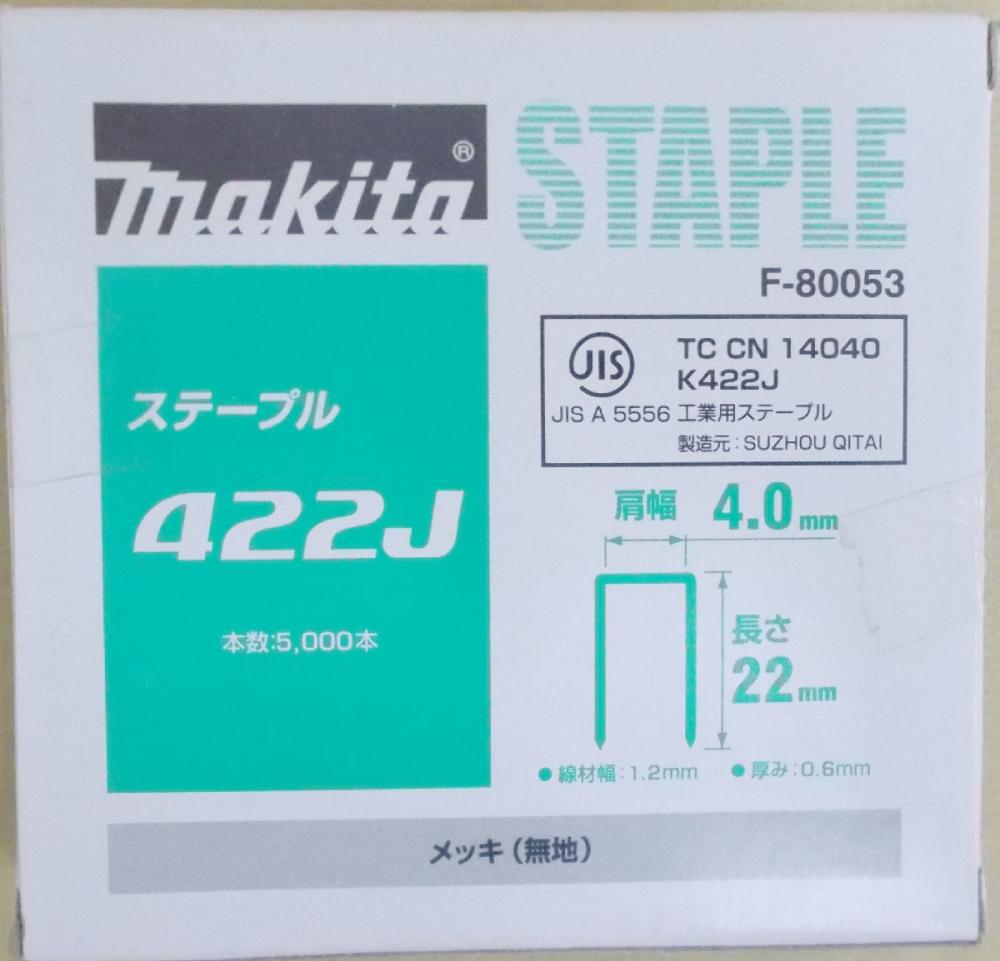 makita®
STAPLE
F-80053
JIS
TC CN 14040
K422J
JIS A 5556 工業用ステープル
製造元:SUZHOU QITAI
ステープル
422J
本数:5,000本
肩幅 4.0mm
長さ
22mm
●線材幅:1.2mm ●厚み:0.6mm
メッキ(無地)